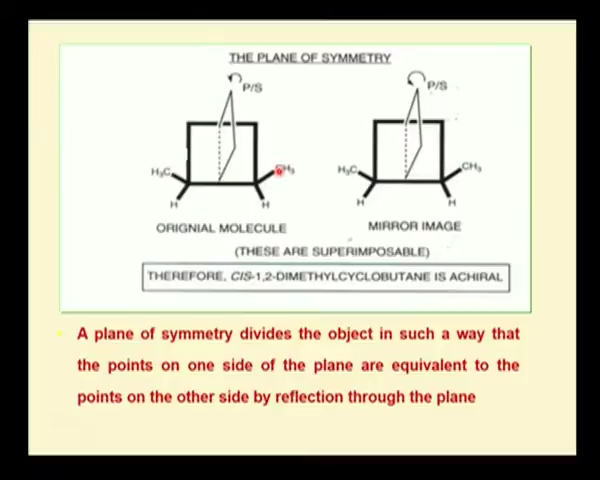 THE PLANE OF SYMMETRY
P/S
P/S
H₃C
CH₃
H₃C
CH₃
H
H
H
H
ORIGNIAL MOLECULE
MIRROR IMAGE
(THESE ARE SUPERIMPOSABLE)
THEREFORE, CIS-1,2-DIMETHYLCYCLOBUTANE IS ACHIRAL
A plane of symmetry divides the object in such a way that
the points on one side of the plane are equivalent to the
points on the other side by reflection through the plane